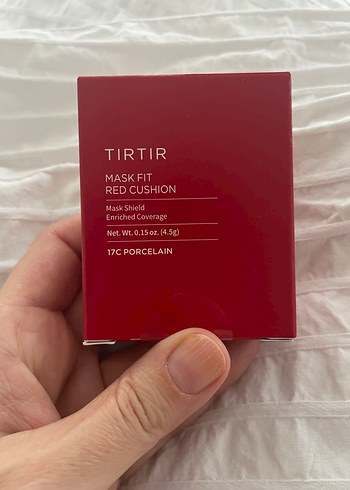 TIRTIR
MASK FIT
RED CUSHION
Mask Shield
Enriched Coverage
Net. Wt. 0.15 oz. (4.5g)
17C PORCELAIN